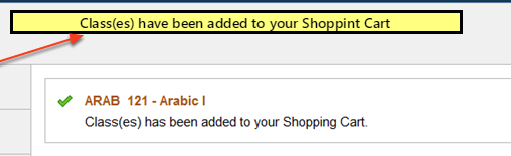 Class(es) have been added to your Shoppint Cart
ARAB 121 - Arabic I
Class(es) has been added to your Shopping Cart.